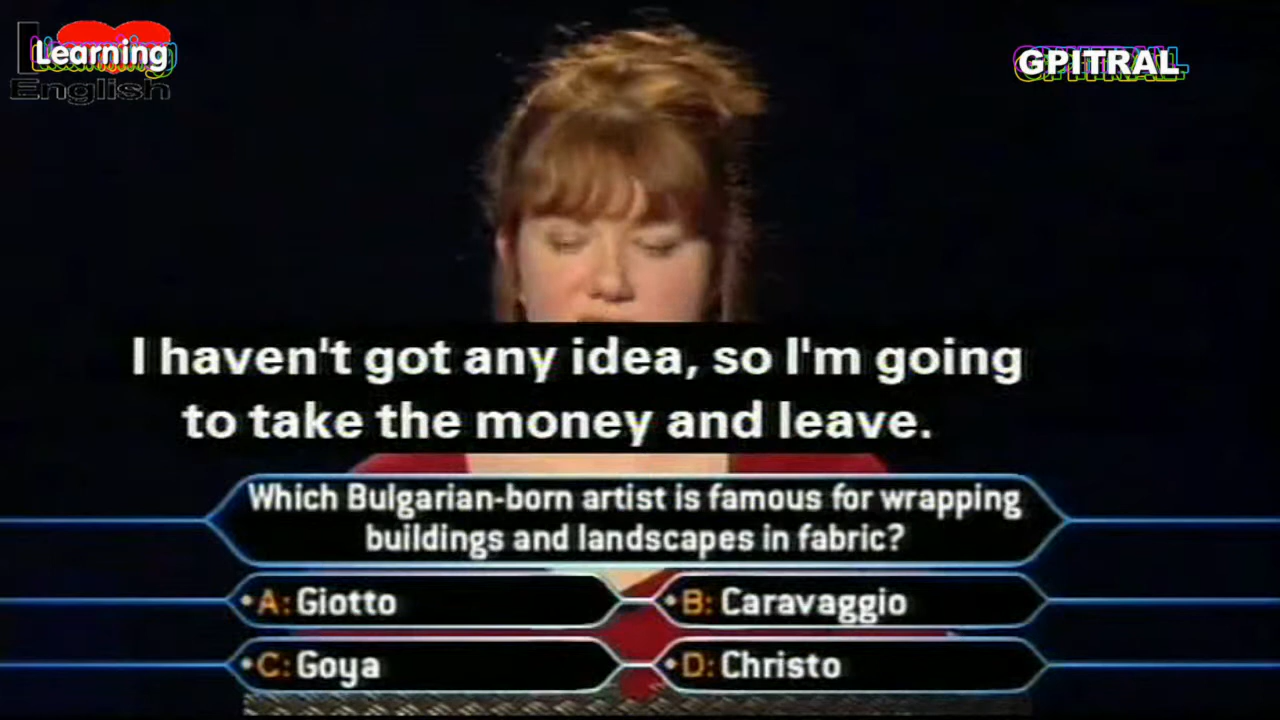 I
Learning
English
GPITRAL
I haven't got any idea, so I'm going
to take the money and leave.
Which Bulgarian-born artist is famous for wrapping
buildings and landscapes in fabric?
A: Giotto
B: Caravaggio
C: Goya
D: Christo